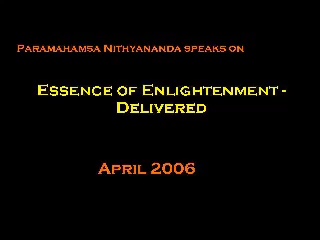 Paramahamsa Nithyananda speaks on
Essence of Enlightenment -
Delivered
April 2006